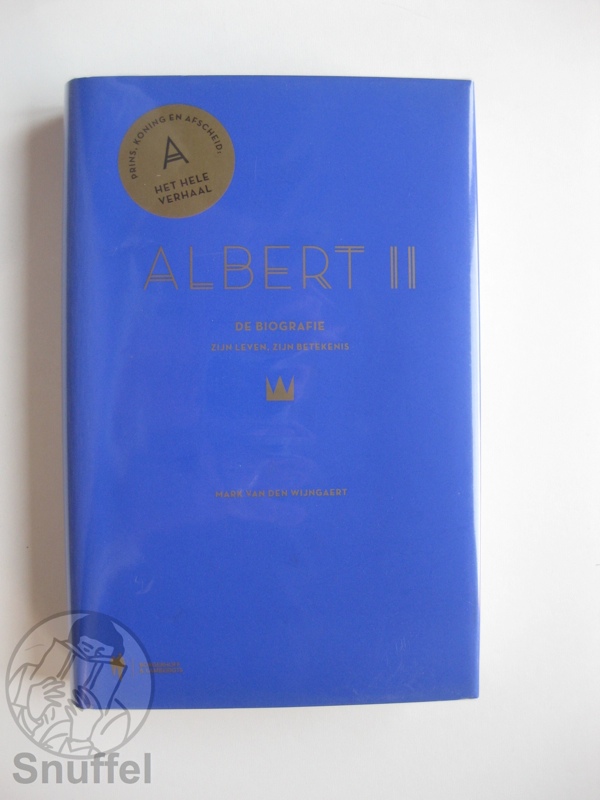 PRINS, KONING EN AFSCHEID:
A
HET HELE
VERHAAL
ALBERT II
DE BIOGRAFIE
ZIJN LEVEN, ZIJN BETEKENIS
MARK VAN DEN WIJNGAERT
Snuffel